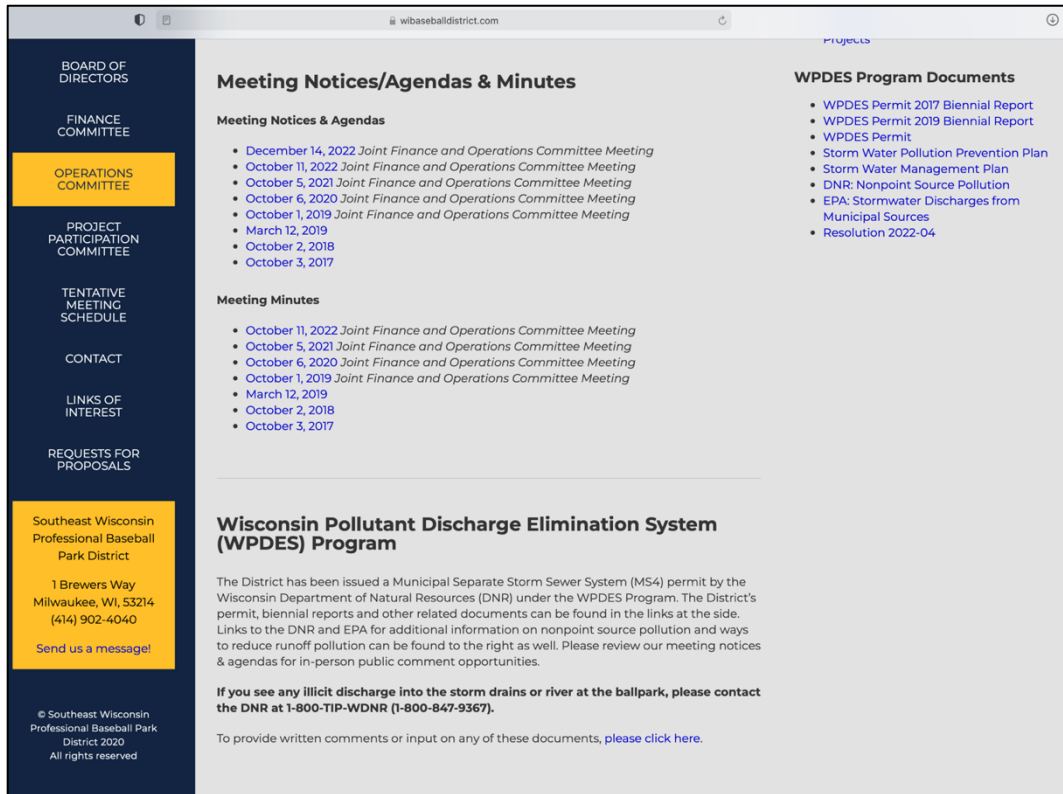 wibaseballdistrict.com
BOARD OF
DIRECTORS
FINANCE
COMMITTEE
OPERATIONS
COMMITTEE
PROJECT
PARTICIPATION
COMMITTEE
TENTATIVE
MEETING
SCHEDULE
CONTACT
LINKS OF
INTEREST
REQUESTS FOR
PROPOSALS
Southeast Wisconsin
Professional Baseball
Park District
1 Brewers Way
Milwaukee, WI, 53214
(414) 902-4040
Send us a message!
© Southeast Wisconsin
Professional Baseball Park
District 2020
All rights reserved
Meeting Notices/Agendas & Minutes
Meeting Notices & Agendas
• December 14, 2022 Joint Finance and Operations Committee Meeting
• October 11, 2022 Joint Finance and Operations Committee Meeting
• October 5, 2021 Joint Finance and Operations Committee Meeting
• October 6, 2020 Joint Finance and Operations Committee Meeting
• October 1, 2019 Joint Finance and Operations Committee Meeting
• March 12, 2019
• October 2, 2018
• October 3, 2017
Meeting Minutes
• October 11, 2022 Joint Finance and Operations Committee Meeting
• October 5, 2021 Joint Finance and Operations Committee Meeting
• October 6, 2020 Joint Finance and Operations Committee Meeting
• October 1, 2019 Joint Finance and Operations Committee Meeting
• March 12, 2019
• October 2, 2018
• October 3, 2017
Wisconsin Pollutant Discharge Elimination System
(WPDES) Program
The District has been issued a Municipal Separate Storm Sewer System (MS4) permit by the
Wisconsin Department of Natural Resources (DNR) under the WPDES Program. The District's
permit, biennial reports and other related documents can be found in the links at the side.
Links to the DNR and EPA for additional information on nonpoint source pollution and ways
to reduce runoff pollution can be found to the right as well. Please review our meeting notices
& agendas for in-person public comment opportunities.
If you see any illicit discharge into the storm drains or river at the ballpark, please contact
the DNR at 1-800-TIP-WDNR (1-800-847-9367).
To provide written comments or input on any of these documents, please click here.
Projects
WPDES Program Documents
• WPDES Permit 2017 Biennial Report
• WPDES Permit 2019 Biennial Report
• WPDES Permit
• Storm Water Pollution Prevention Plan
• Storm Water Management Plan
• DNR: Nonpoint Source Pollution
• EPA: Stormwater Discharges from
Municipal Sources
• Resolution 2022-04